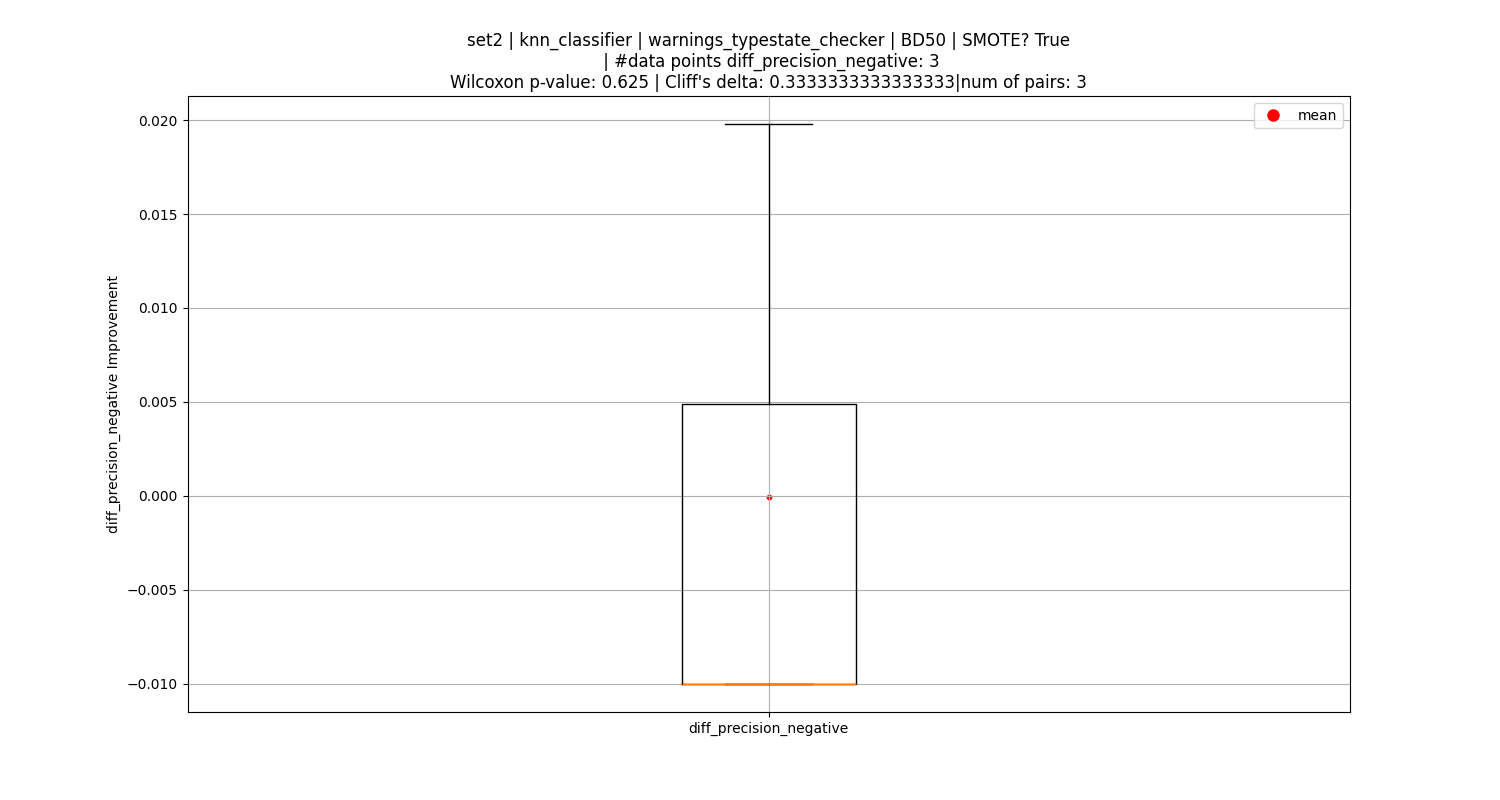 set2 | knn_classifier | warnings_typestate_checker | BD50 | SMOTE? True
| #data points diff_precision_negative: 3
Wilcoxon p-value: 0.625 | Cliff's delta: 0.3333333333333333|num of pairs: 3
mean
0.020
0.015
0.010
0.005
0.000
−0.005
−0.010
diff_precision_negative Improvement
diff_precision_negative